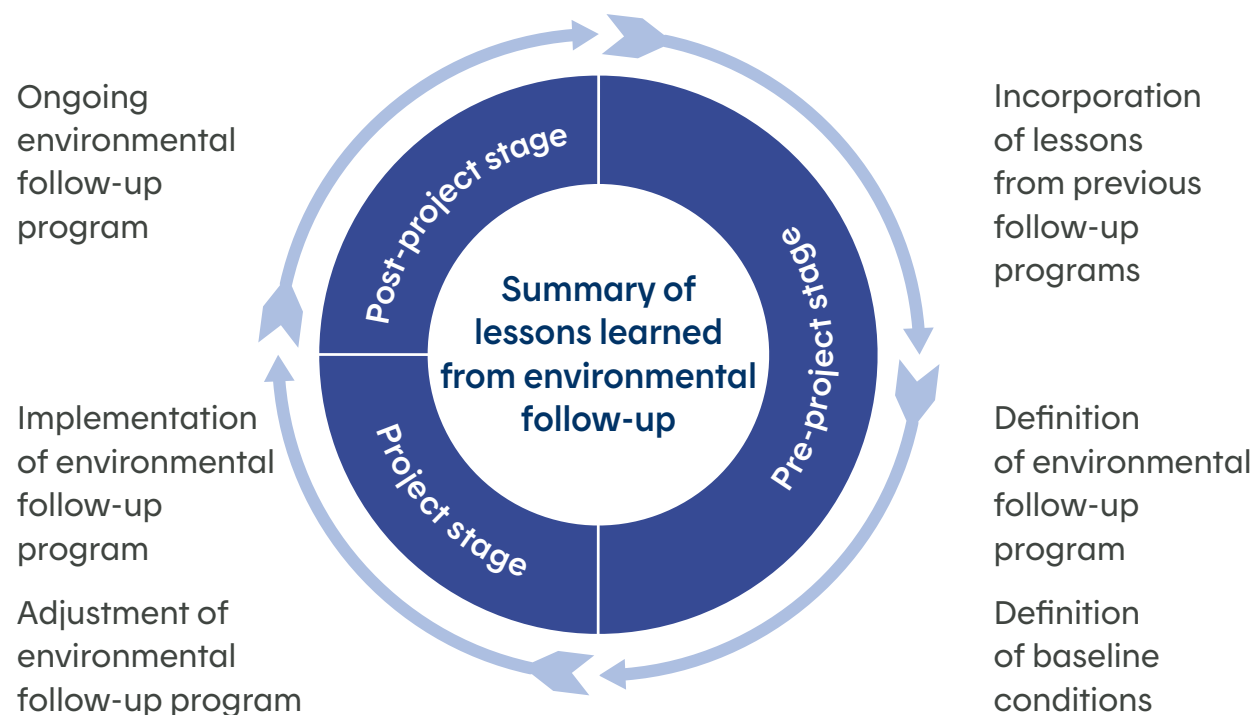 Ongoing
environmental
follow-up
program
Implementation
of environmental
follow-up
program
Adjustment of
environmental
follow-up program
Post-project stage
Project stage
Summary of
lessons learned
from environmental
follow-up
Pre-project stage
Incorporation
of lessons
from previous
follow-up
programs
Definition
of environmental
follow-up
program
Definition
of baseline
conditions